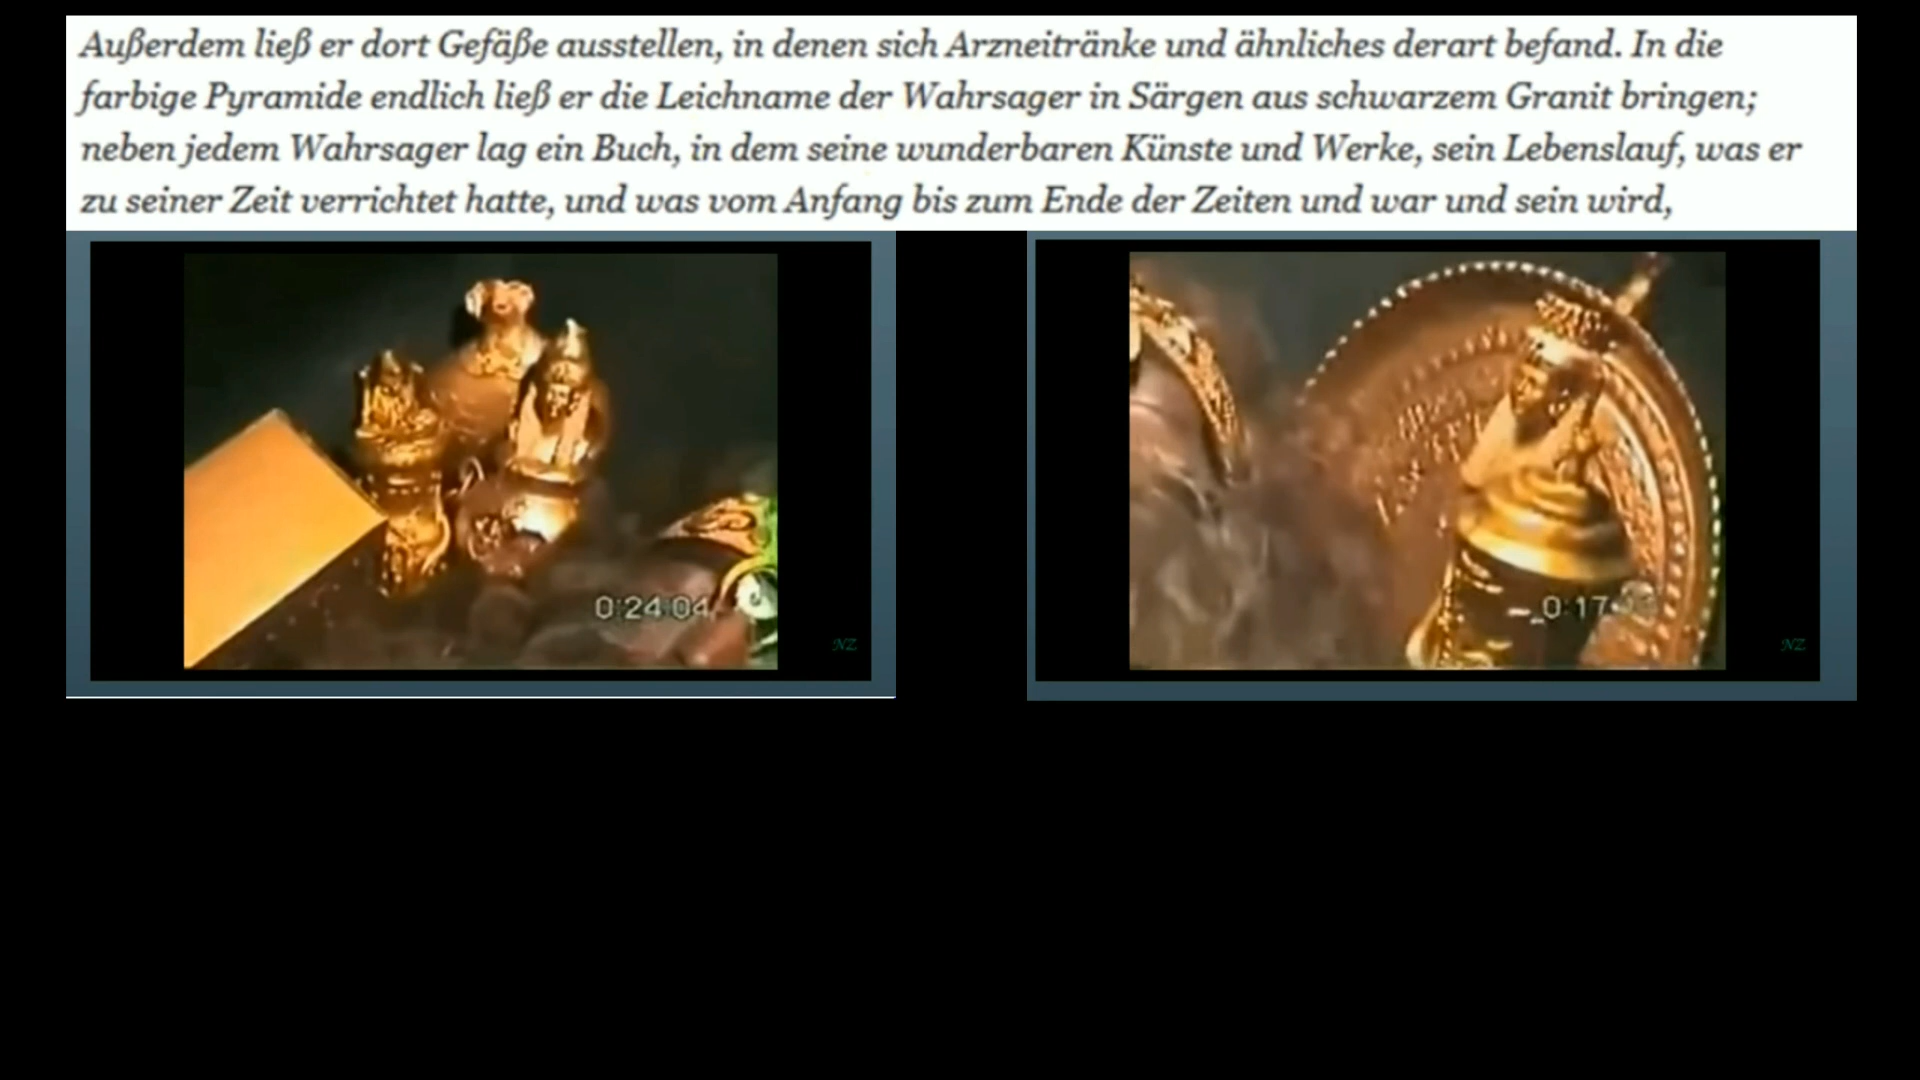 Außerdem ließ er dort Gefäße ausstellen, in denen sich Arzneitränke und ähnliches derart befand. In die
farbige Pyramide endlich ließ er die Leichname der Wahrsager in Särgen aus schwarzem Granit bringen;
neben jedem Wahrsager lag ein Buch, in dem seine wunderbaren Künste und Werke, sein Lebenslauf, was er
zu seiner Zeit verrichtet hatte, und was vom Anfang bis zum Ende der Zeiten und war und sein wird,
0:24:04
NZ
NZ